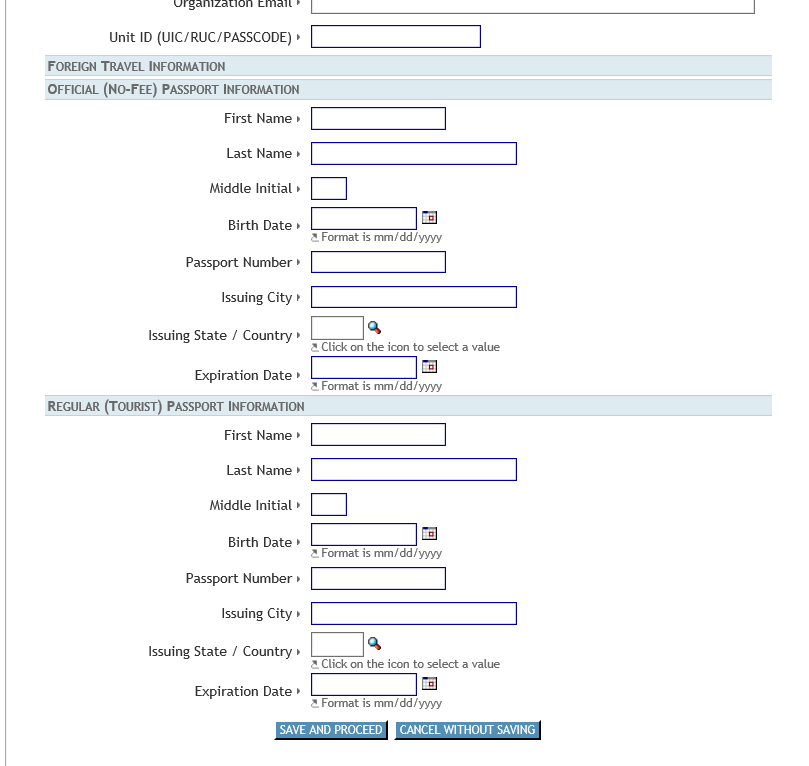 Organization Email
Unit ID (UIC/RUC/PASSCODE)
FOREIGN TRAVEL INFORMATION
OFFICIAL (NO-FEE) PASSPORT INFORMATION
First Name
Last Name
Middle Initial
Birth Date
Format is mm/dd/yyyy
Passport Number
Issuing City
Issuing State / Country
Click on the icon to select a value
Expiration Date
Format is mm/dd/yyyy
REGULAR (TOURIST) PASSPORT INFORMATION
First Name
Last Name
Middle Initial
Birth Date
Format is mm/dd/yyyy
Passport Number
Issuing City
Issuing State / Country
Click on the icon to select a value
Expiration Date
Format is mm/dd/yyyy
SAVE AND PROCEED CANCEL WITHOUT SAVING